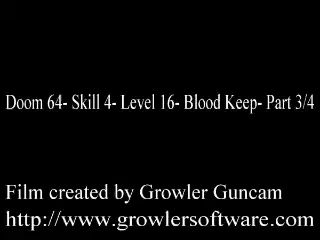 Doom 64- Skill 4- Level 16- Blood Keep- Part 3/4
Film created by Growler Guncam
http://www.growlersoftware.com/